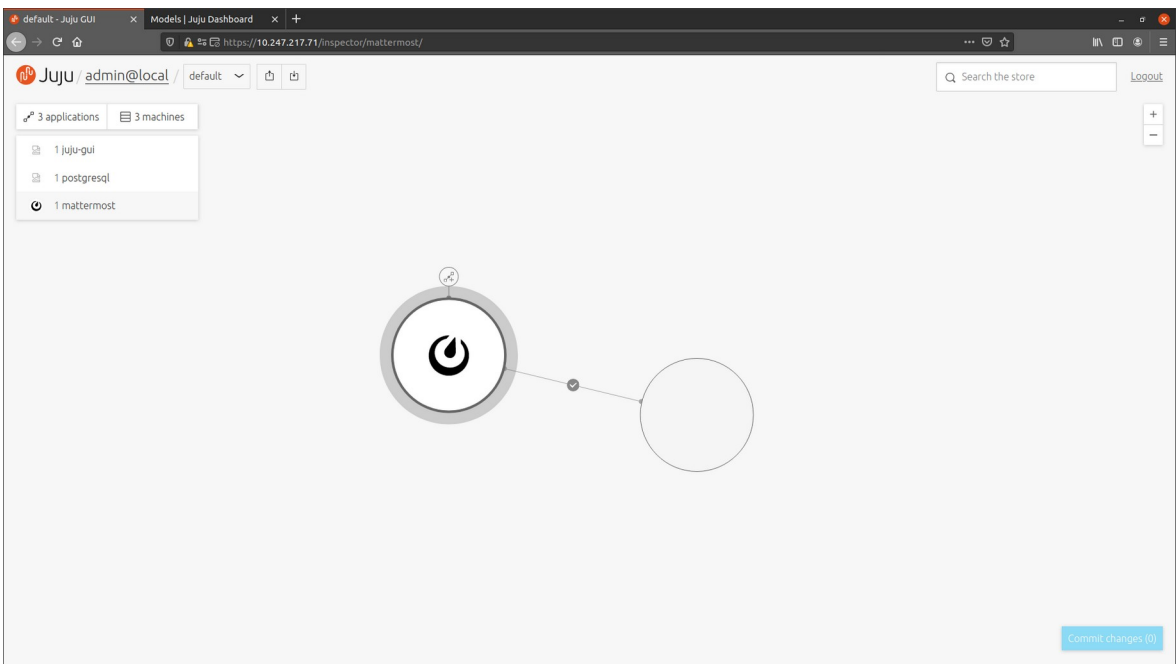 default - Juju GUI
Models | Juju Dashboard
https://10.247.217.71/inspector/mattermost/
Juju / admin@local / default
Search the store
Logout
3 applications
3 machines
1 juju-gui
1 postgresql
1 mattermost
Commit changes (0)